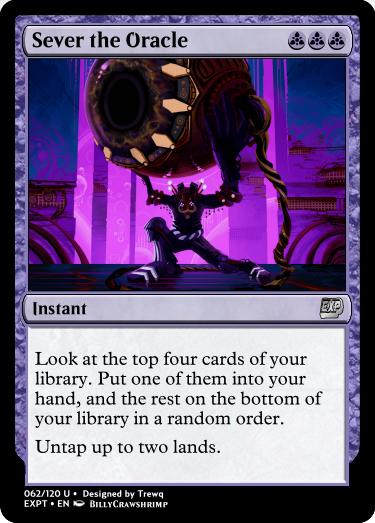 Sever the Oracle
Instant
EXP
Look at the top four cards of your
library. Put one of them into your
hand, and the rest on the bottom of
your library in a random order.
Untap up to two lands.
062/120 U • Designed by Trewq
EXPT • EN BillyCrawshrimp